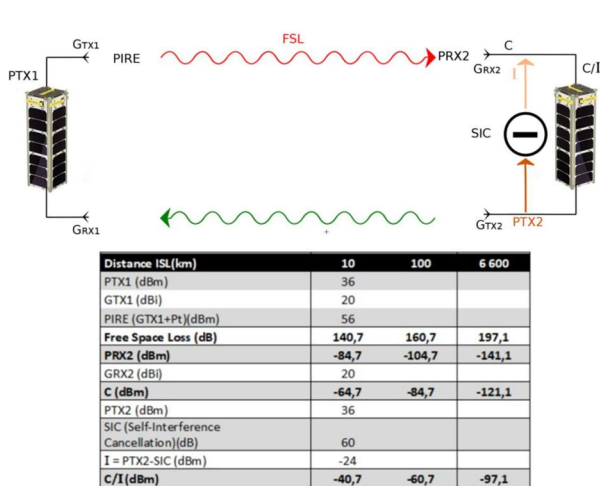 FSL
GTX1
PIRE
PRX2
C
GRX2
I
C/I
PTX1
SIC
GRX1
GTX2
PTX2
Distance ISL(km) 10 100 6 600
PTX1 (dBm) 36
GTX1 (dBi) 20
PIRE (GTX1+Pt)(dBm) 56
Free Space Loss (dB) 140,7 160,7 197,1
PRX2 (dBm) -84,7 -104,7 -141,1
GRX2 (dBi) 20
C (dBm) -64,7 -84,7 -121,1
PTX2 (dBm) 36
SIC (Self-Interference
Cancellation)(dB) 60
I = PTX2-SIC (dBm) -24
C/I(dBm) -40,7 -60,7 -97,1